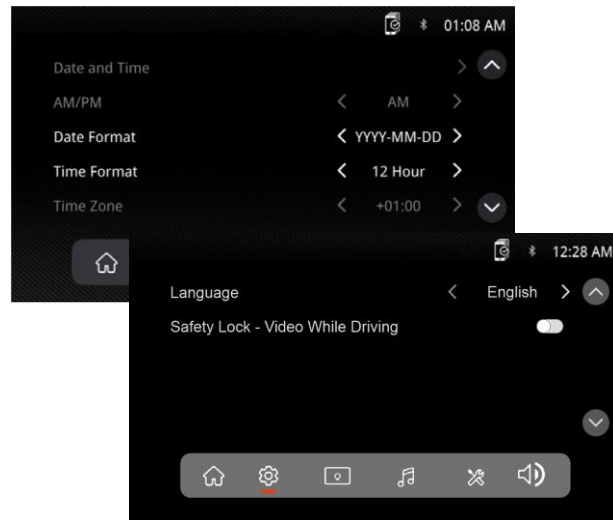 01:08 AM
Date and Time
AM/PM AM
Date Format YYYY-MM-DD
Time Format 12 Hour
Time Zone +01:00
12:28 AM
Language English
Safety Lock - Video While Driving